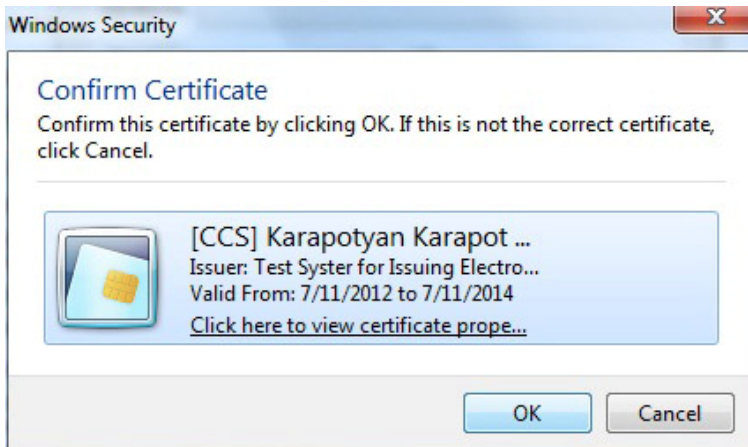 Windows Security
Confirm Certificate
Confirm this certificate by clicking OK. If this is not the correct certificate,
click Cancel.
[CCS] Karapotyan Karapot ...
Issuer: Test Syster for Issuing Electro...
Valid From: 7/11/2012 to 7/11/2014
Click here to view certificate prope...
OK
Cancel